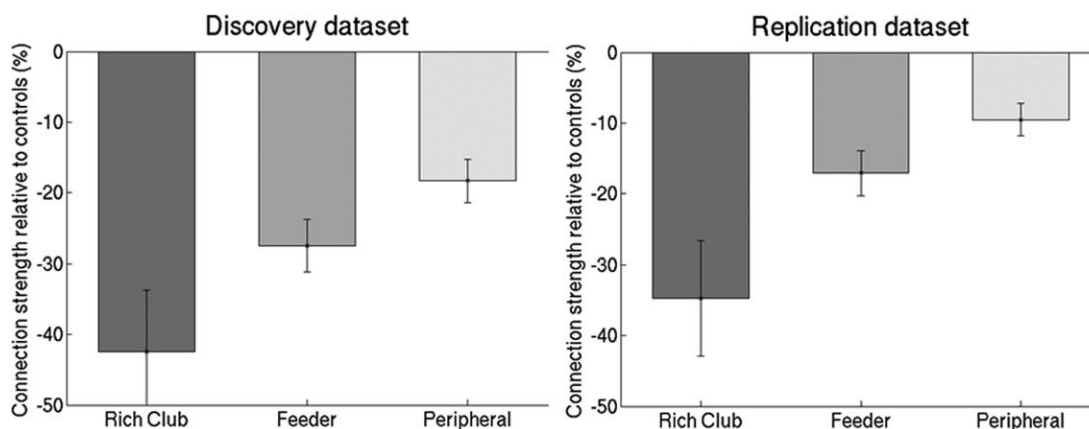 Discovery dataset
Connection strength relative to controls (%)
0
-10
-20
-30
-40
-50
Rich Club Feeder Peripheral
Replication dataset
Connection strength relative to controls (%)
0
-10
-20
-30
-40
-50
Rich Club Feeder Peripheral